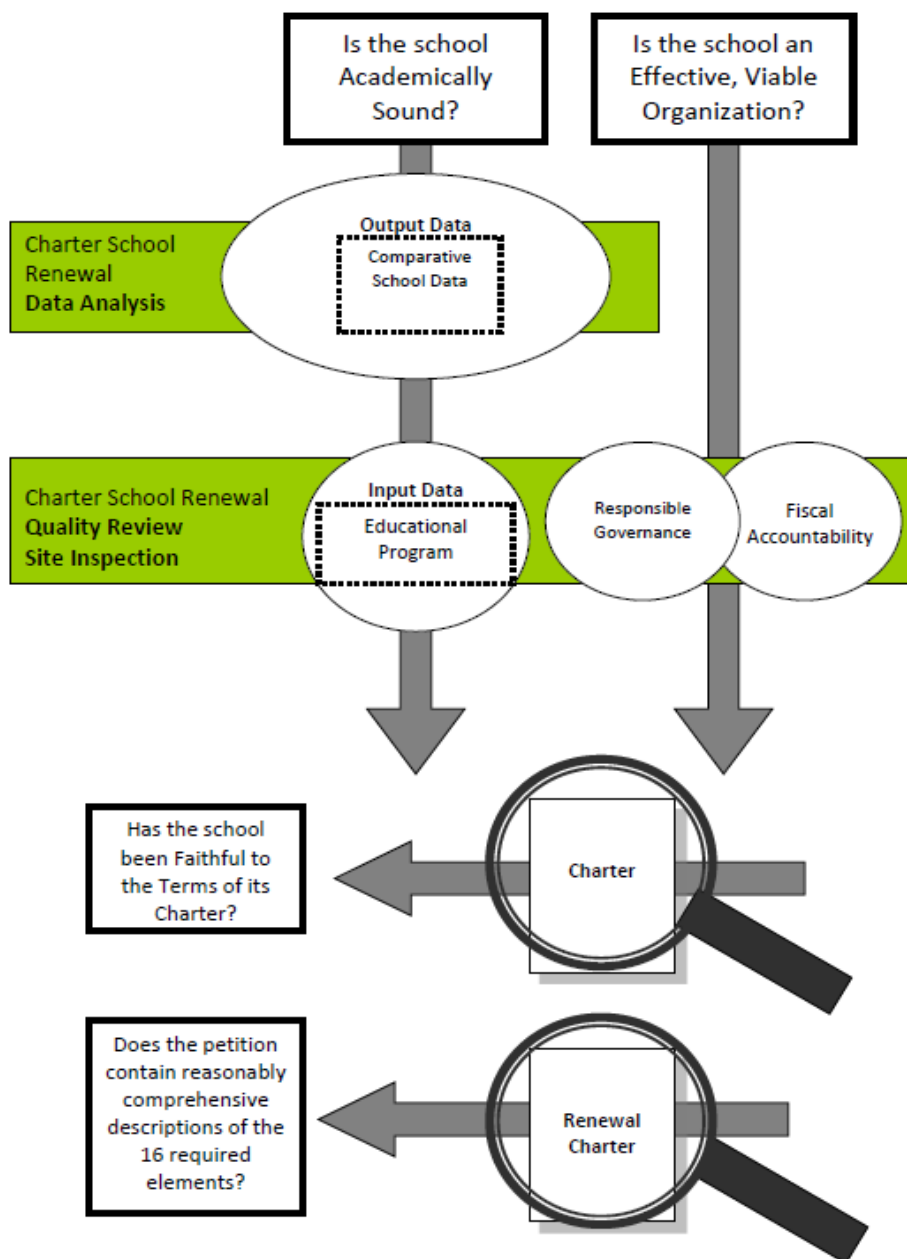 Is the school
Academically
Sound?
Is the school an
Effective, Viable
Organization?
Charter School
Renewal
Data Analysis
Output Data
Comparative
School Data
Charter School Renewal
Quality Review
Site Inspection
Input Data
Educational
Program
Responsible
Governance
Fiscal
Accountability
Has the school
been Faithful to
the Terms of its
Charter?
Charter
Does the petition
contain reasonably
comprehensive
descriptions of the
16 required
elements?
Renewal
Charter